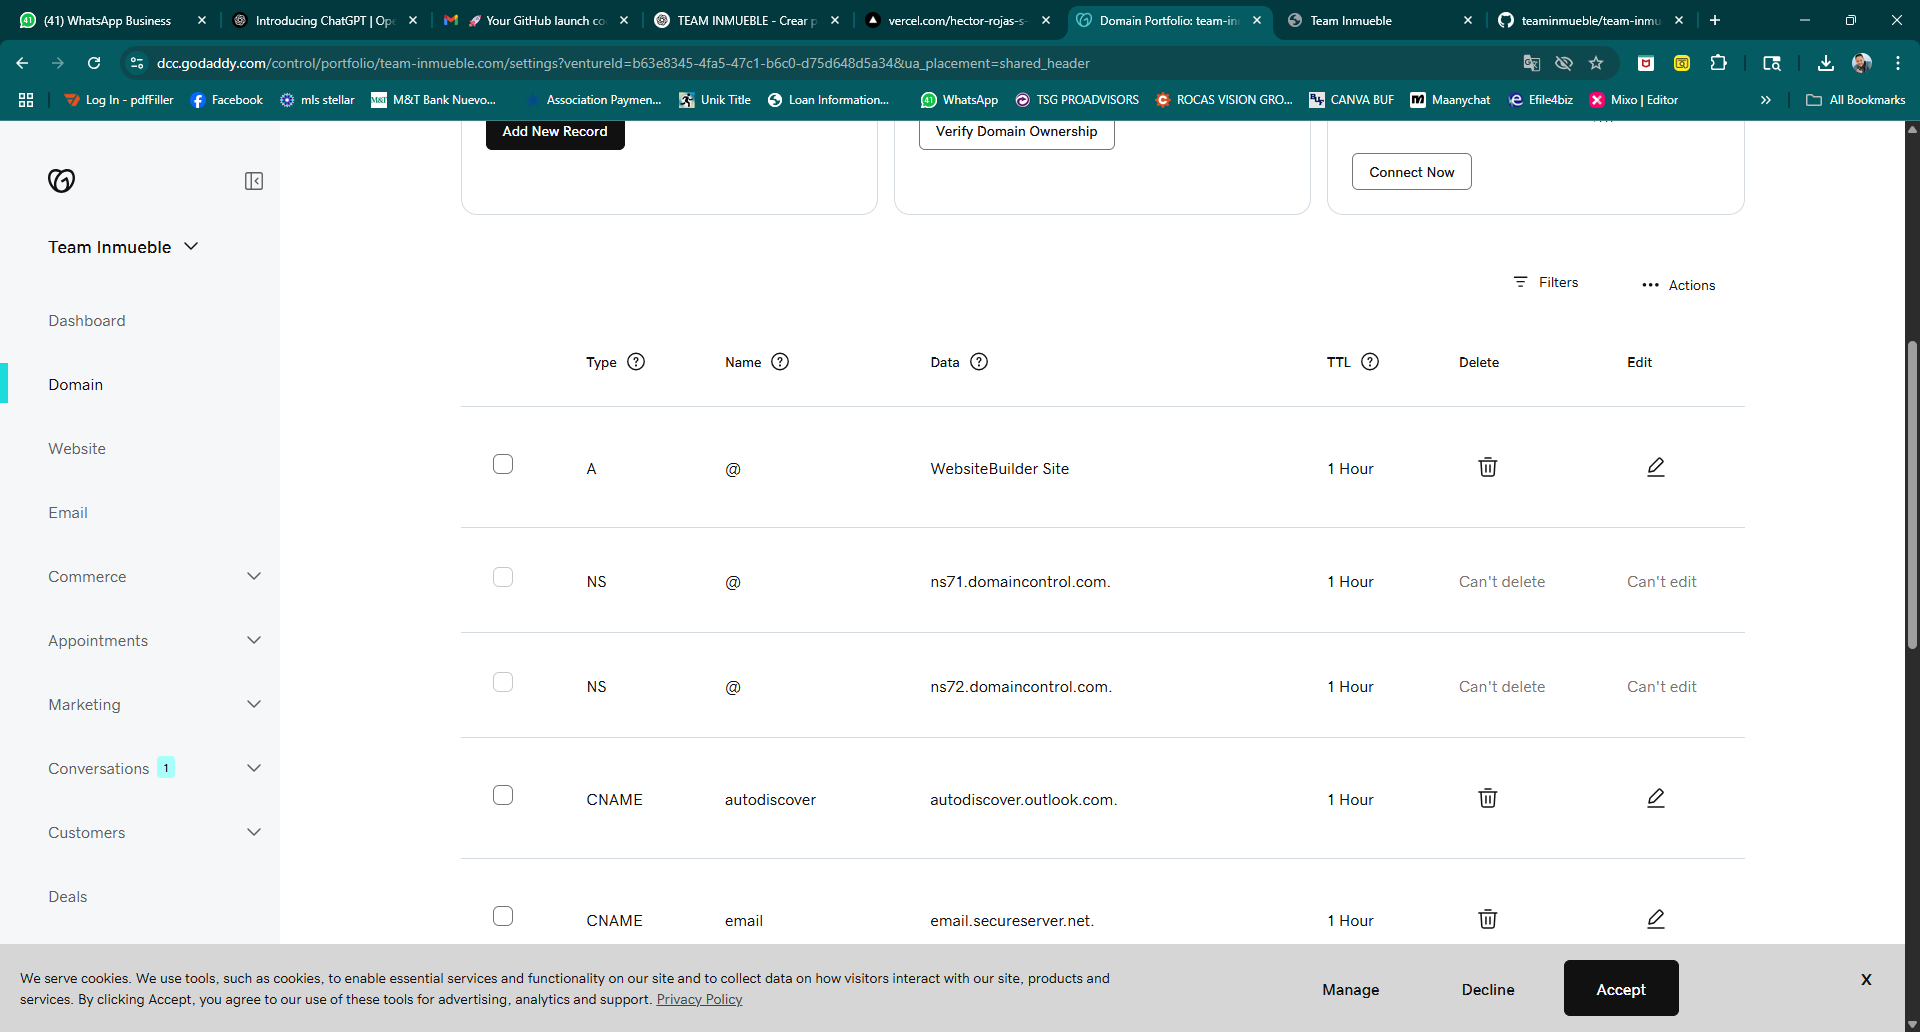 (41) WhatsApp Business
Introducing ChatGPT | Ope
🚀 Your GitHub launch co
TEAM INMUEBLE - Crear p
vercel.com/hector-rojas-s-
Domain Portfolio: team-in
Team Inmueble
teaminmueble/team-inmu
dcc.godaddy.com/control/portfolio/team-inmueble.com/settings?ventureId=b63e8345-4fa5-47c1-b6c0-d75d648d5a34&ua_placement=shared_header
Log In - pdfFiller
Facebook
mls stellar
M&T Bank Nuevo...
Association Paymen...
Unik Title
Loan Information...
WhatsApp
TSG PROADVISORS
ROCAS VISION GRO...
CANVA BUF
Maanychat
Efile4biz
Mixo | Editor
»
All Bookmarks
Add New Record
Verify Domain Ownership
Connect Now
Team Inmueble
Dashboard
Domain
Website
Email
Commerce
Appointments
Marketing
Conversations 1
Customers
Deals
Filters
••• Actions
Type Name Data TTL Delete Edit
A @ WebsiteBuilder Site 1 Hour
NS @ ns71.domaincontrol.com. 1 Hour Can't delete Can't edit
NS @ ns72.domaincontrol.com. 1 Hour Can't delete Can't edit
CNAME autodiscover autodiscover.outlook.com. 1 Hour
CNAME email email.secureserver.net. 1 Hour
We serve cookies. We use tools, such as cookies, to enable essential services and functionality on our site and to collect data on how visitors interact with our site, products and
services. By clicking Accept, you agree to our use of these tools for advertising, analytics and support. Privacy Policy
Manage
Decline
Accept
X